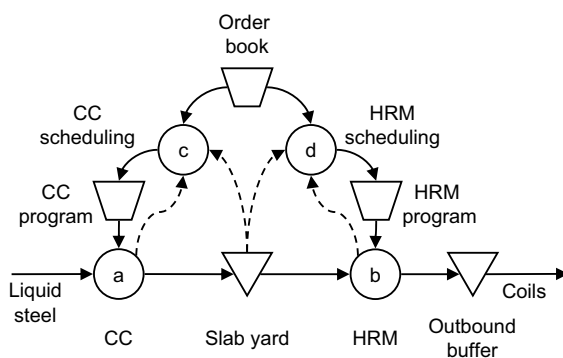 Order
book
CC
scheduling
HRM
scheduling
c
d
CC
program
HRM
program
a
b
Liquid
steel
Coils
CC
Slab yard
HRM
Outbound
buffer